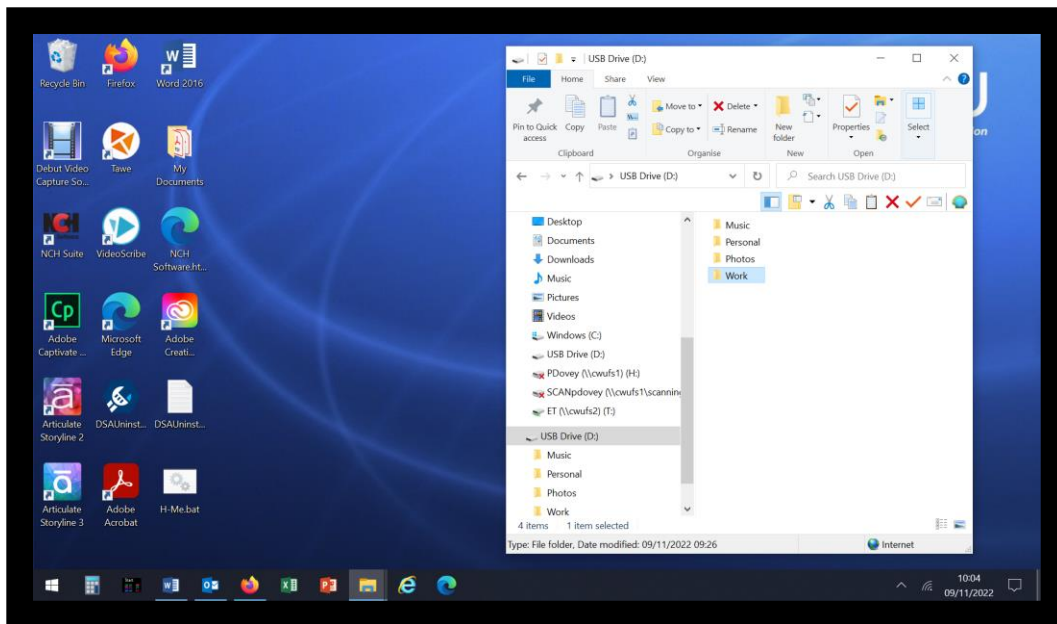 Recycle Bin
Firefox
Word 2016
Debut Video
Capture So...
Tawe
My
Documents
NCH Suite
VideoScribe
NCH
Software.ht...
Cp
Adobe
Captivate ...
Microsoft
Edge
Adobe
Creati...
Articulate
Storyline 2
DSAUninst...
DSAUninst...
Articulate
Storyline 3
Adobe
Acrobat
H-Me.bat
USB Drive (D:)
File Home Share View
Pin to Quick
access
Copy
Paste
Move to
Copy to
Delete
Rename
New
folder
Properties
Select
Clipboard
Organise
New
Open
USB Drive (D:)
Search USB Drive (D:)
Desktop
Documents
Downloads
Music
Pictures
Videos
Windows (C:)
USB Drive (D:)
PDovey (\\cwufs1) (H:)
SCANpdovey (\\cwufs1\scanning
ET (\\cwufs2) (T:)
USB Drive (D:)
Music
Personal
Photos
Work
Music
Personal
Photos
Work
4 items 1 item selected
Type: File folder, Date modified: 09/11/2022 09:26
Internet
on
10:04
09/11/2022